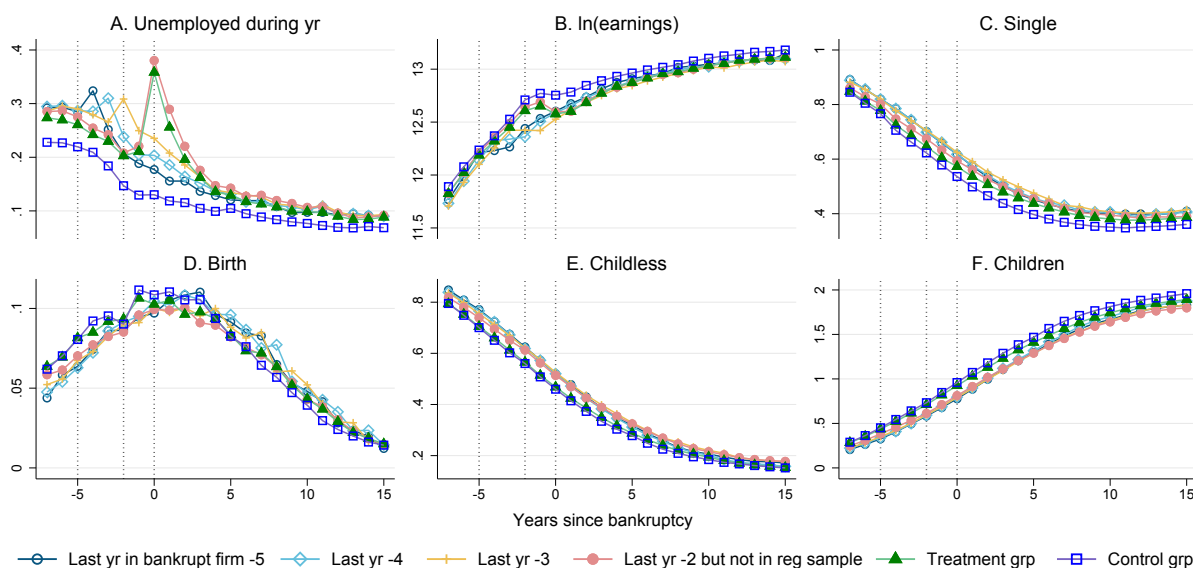 A. Unemployed during yr
B. ln(earnings)
C. Single
.4
.3
.2
.1
13
12.5
12
11.5
1
.8
.6
.4
D. Birth
E. Childless
F. Children
.1
.05
0
.8
.6
.4
.2
2
1.5
1
.5
0
-5 0 5 10 15
-5 0 5 10 15
-5 0 5 10 15
Years since bankruptcy
Last yr in bankrupt firm -5 Last yr -4 Last yr -3 Last yr -2 but not in reg sample Treatment grp Control grp